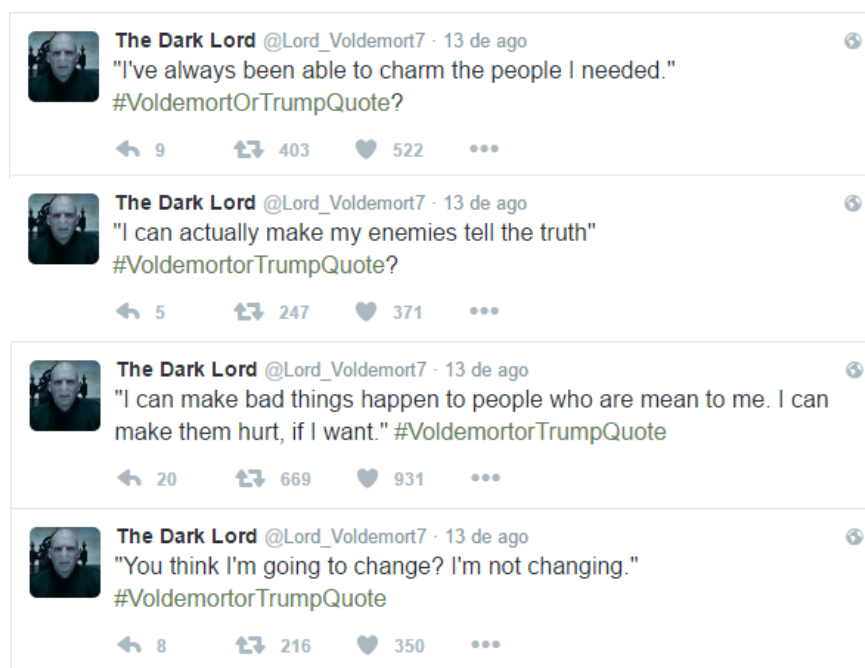 The Dark Lord @Lord_Voldemort7 · 13 de ago
"I've always been able to charm the people I needed."
#VoldemortOrTrumpQuote?
9 403 522 •••
The Dark Lord @Lord_Voldemort7 · 13 de ago
"I can actually make my enemies tell the truth"
#VoldemortorTrumpQuote?
5 247 371 •••
The Dark Lord @Lord_Voldemort7 · 13 de ago
"I can make bad things happen to people who are mean to me. I can
make them hurt, if I want." #VoldemortorTrumpQuote
20 669 931 •••
The Dark Lord @Lord_Voldemort7 · 13 de ago
"You think I'm going to change? I'm not changing."
#VoldemortorTrumpQuote
8 216 350 •••